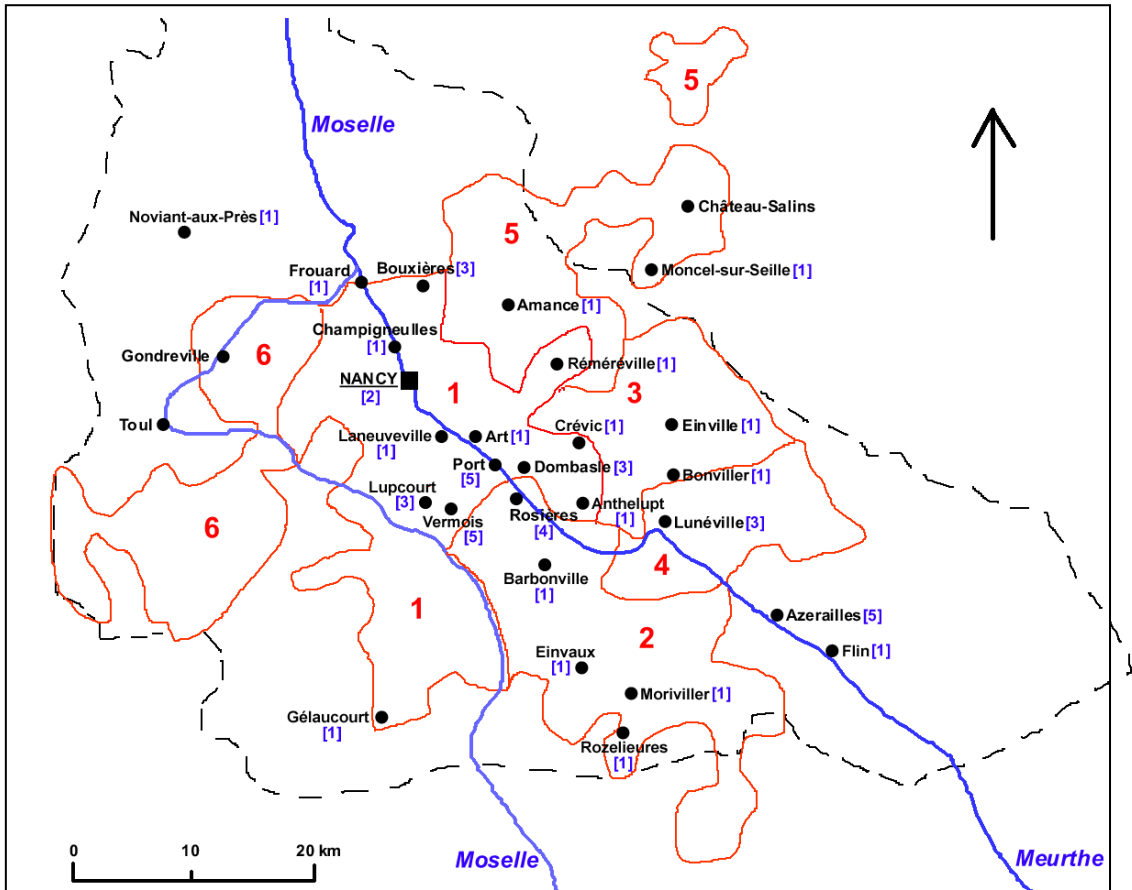 5
Moselle
Château-Salins
Noviant-aux-Près [1]
5
Moncel-sur-Seille [1]
Frouard
[1]
Bouxières [3]
Amance [1]
Champigneulles
[1]
Gondreville
6
Réméréville [1]
NANCY
[2]
1
3
Toul
Laneuveville
[1]
Art [1]
Crévic [1]
Einville [1]
Port
[5]
Dombasle [3]
Bonviller [1]
Lupcourt
[3]
Vermois
[5]
Rosières
[4]
Anthelupt
[1]
Lunéville [3]
6
4
Barbonville
[1]
1
2
Azerailles [5]
Flin [1]
Einvaux
[1]
Moriviller [1]
Gélaucourt
[1]
Rozelieures
[1]
0 10 20 km
Moselle
Meurthe